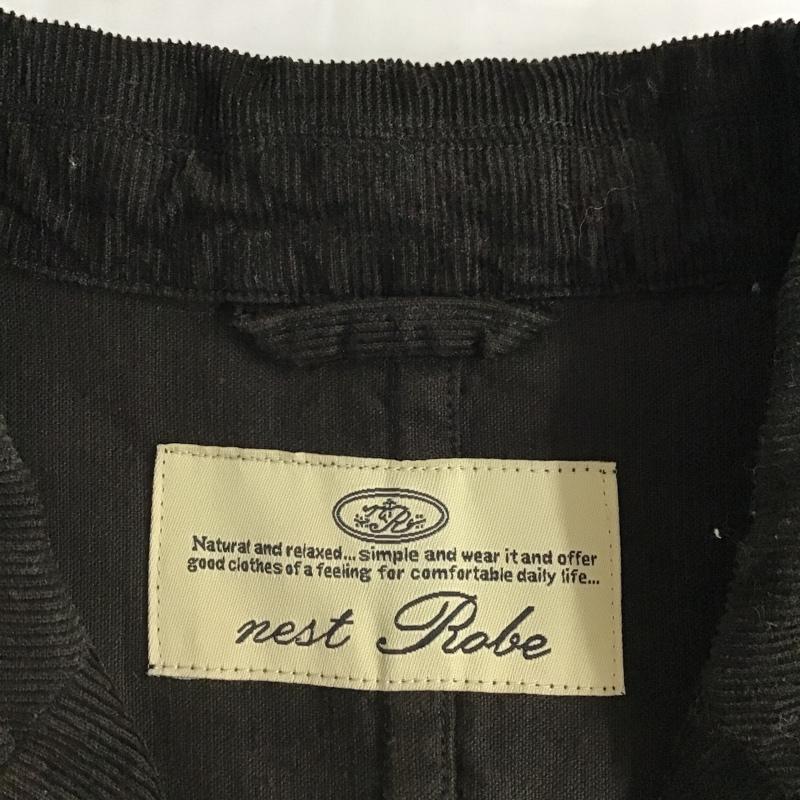 nR
Natural and relaxed...simple and wear it and offer
good clothes of a feeling for comfortable daily life...
nest Robe